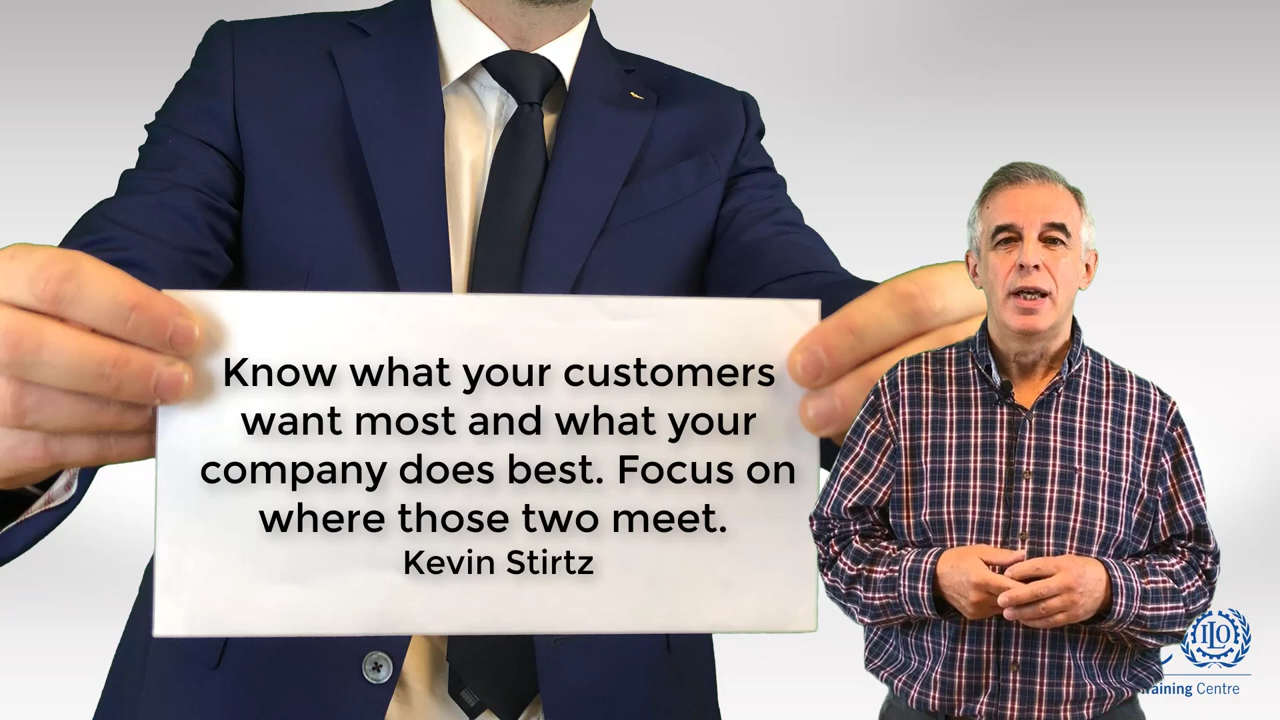 Know what your customers
want most and what your
company does best. Focus on
where those two meet.
Kevin Stirtz
ILO
Training Centre